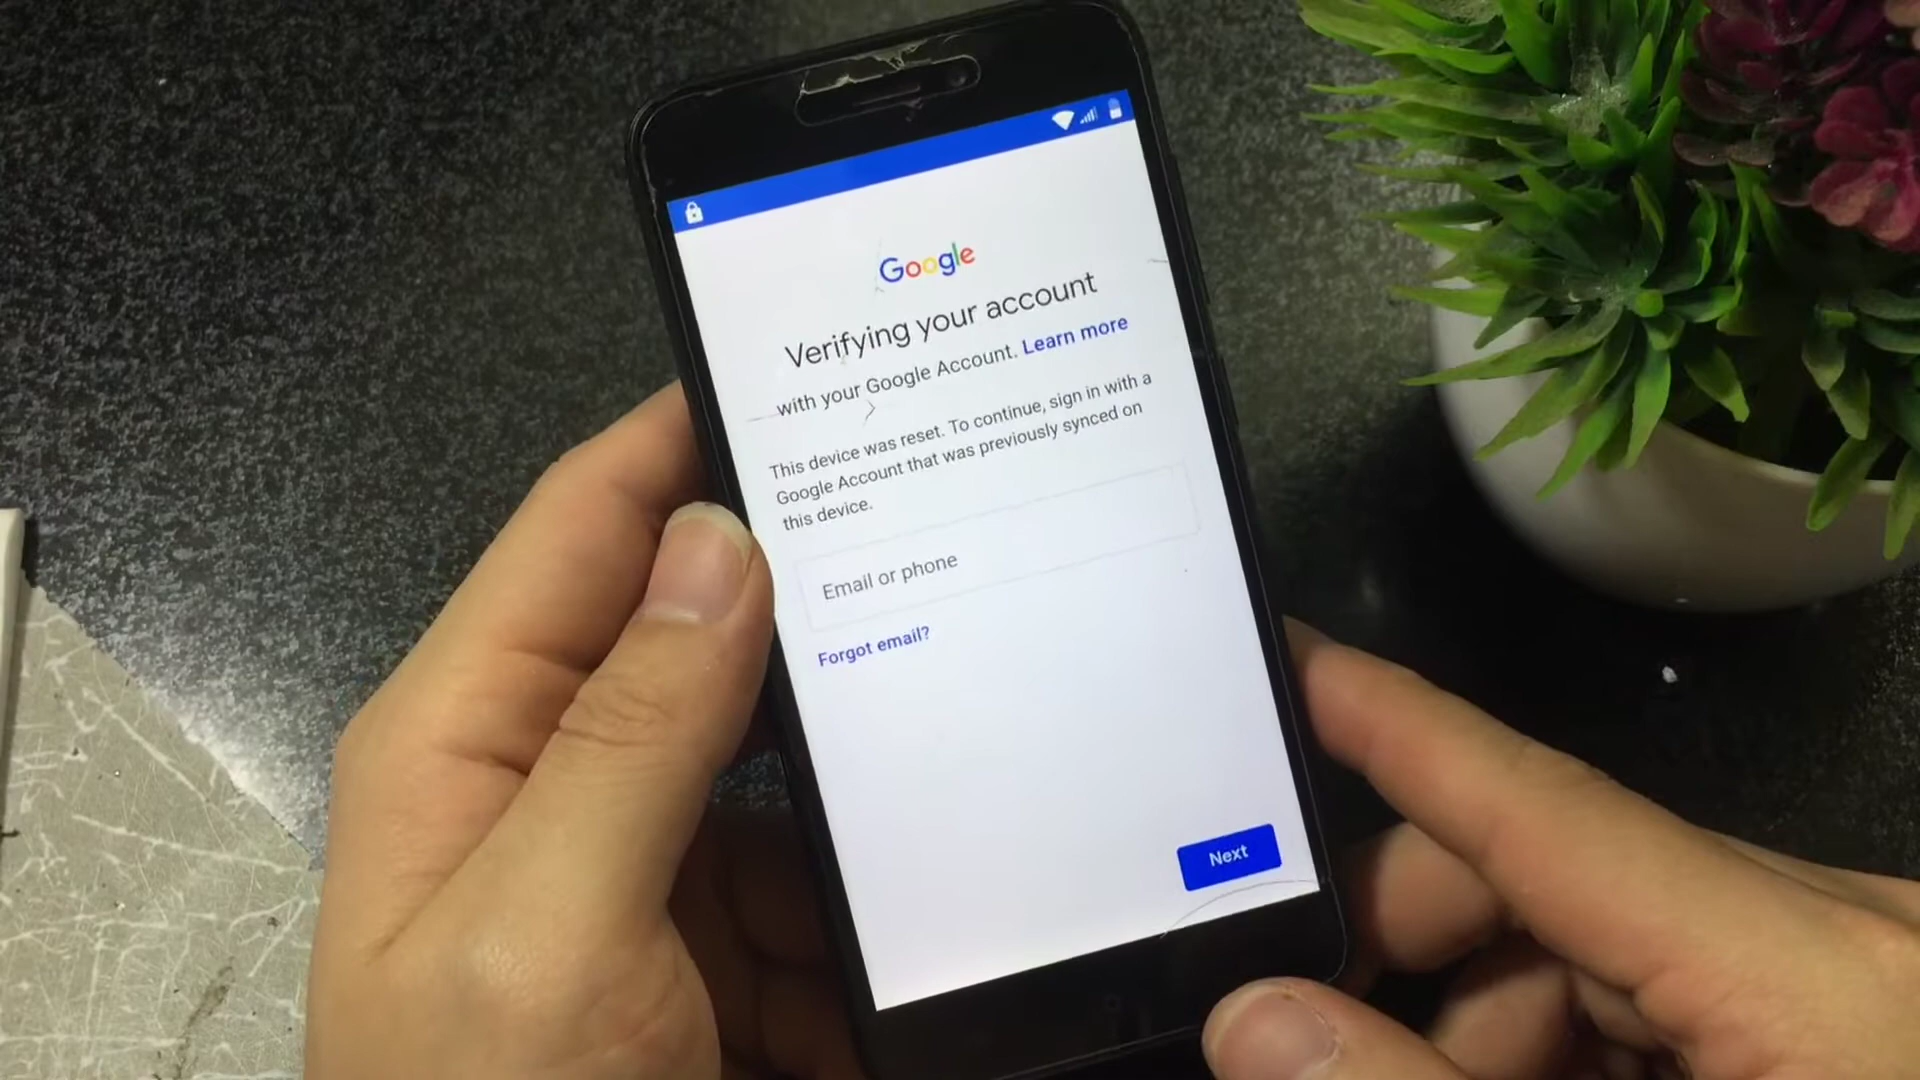 Google
Verifying your account
with your Google Account. Learn more
This device was reset. To continue, sign in with a
Google Account that was previously synced on
this device.
Email or phone
Forgot email?
Next